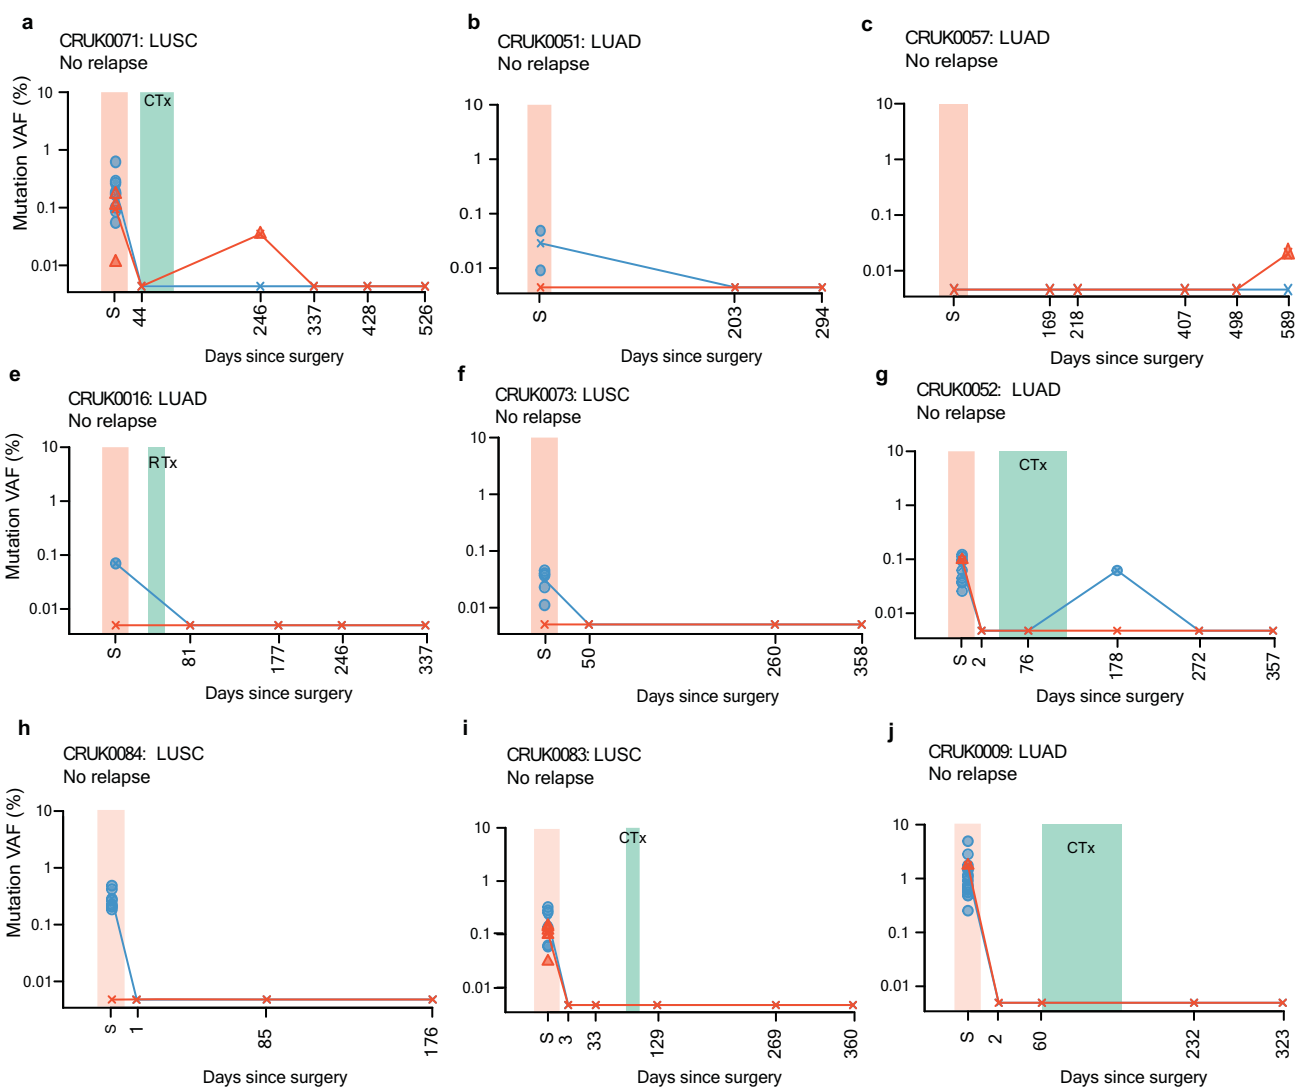 a
CRUK0071: LUSC
No relapse
Mutation VAF (%)
10
1
0.1
0.01
CTx
S
44
246
337
428
526
Days since surgery
b
CRUK0051: LUAD
No relapse
10
1
0.1
0.01
S
203
294
Days since surgery
c
CRUK0057: LUAD
No relapse
10
1
0.1
0.01
S
169
218
407
498
589
Days since surgery
e
CRUK0016: LUAD
No relapse
Mutation VAF (%)
10
1
0.1
0.01
RTx
S
81
177
246
337
Days since surgery
f
CRUK0073: LUSC
No relapse
10
1
0.1
0.01
S
50
260
358
Days since surgery
g
CRUK0052: LUAD
No relapse
10
1
0.1
0.01
CTx
S
2
76
178
272
357
Days since surgery
h
CRUK0084: LUSC
No relapse
Mutation VAF (%)
10
1
0.1
0.01
S
1
85
176
Days since surgery
i
CRUK0083: LUSC
No relapse
10
1
0.1
0.01
CTx
S
3
33
129
269
360
Days since surgery
j
CRUK0009: LUAD
No relapse
10
1
0.1
0.01
CTx
S
2
60
232
323
Days since surgery